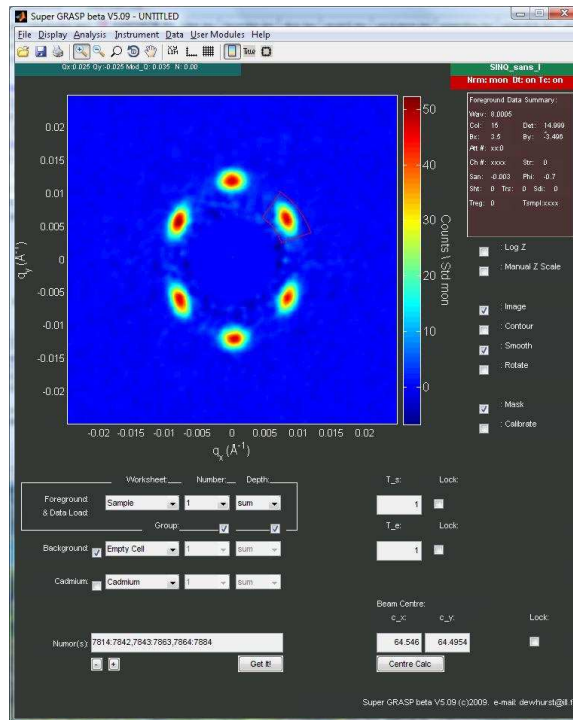 Super GRASP beta V5.09 - UNTITLED
File Display Analysis Instrument Data User Modules Help
Qx:0.025 Qy:-0.025 Mod_Q: 0.035 N: 0.00
SINQ_sans_I
Nrm: mon Dt: on Tc: on
Foreground Data Summary:
Wav: 8.0005
Col: 15 Det: 14.999
Bx: 3.5 By: -3.496
Att #: xx:0
Ch #: xxxx Str: 0
San: -0.003 Phi: -0.7
Sht: 0 Trs: 0 Sdi: 0
Treg: 0 Tsmpl:xxxx
: Log Z
: Manual Z Scale
: Image
: Contour
: Smooth
: Rotate
: Mask
: Calibrate
0.02
0.015
0.01
0.005
0
-0.005
-0.01
-0.015
-0.02
q_y (Å⁻¹)
-0.02 -0.015 -0.01 -0.005 0 0.005 0.01 0.015 0.02
q_x (Å⁻¹)
50
40
30
20
10
0
Counts \ Std mon
Worksheet: Number: Depth:
Foreground: & Data Load: Sample 1 sum
Group:
Background: Empty Cell 1 sum
Cadmium: Cadmium 1 sum
T_s: Lock:
1
T_e: Lock:
1
Beam Centre:
c_x: c_y: Lock:
64.546 64.4954
Centre Calc
Numor(s): 7814:7842,7843:7863,7864:7884
- + Get It!
Super GRASP beta V5.09 (c)2009. e-mail: dewhurst@ill.f